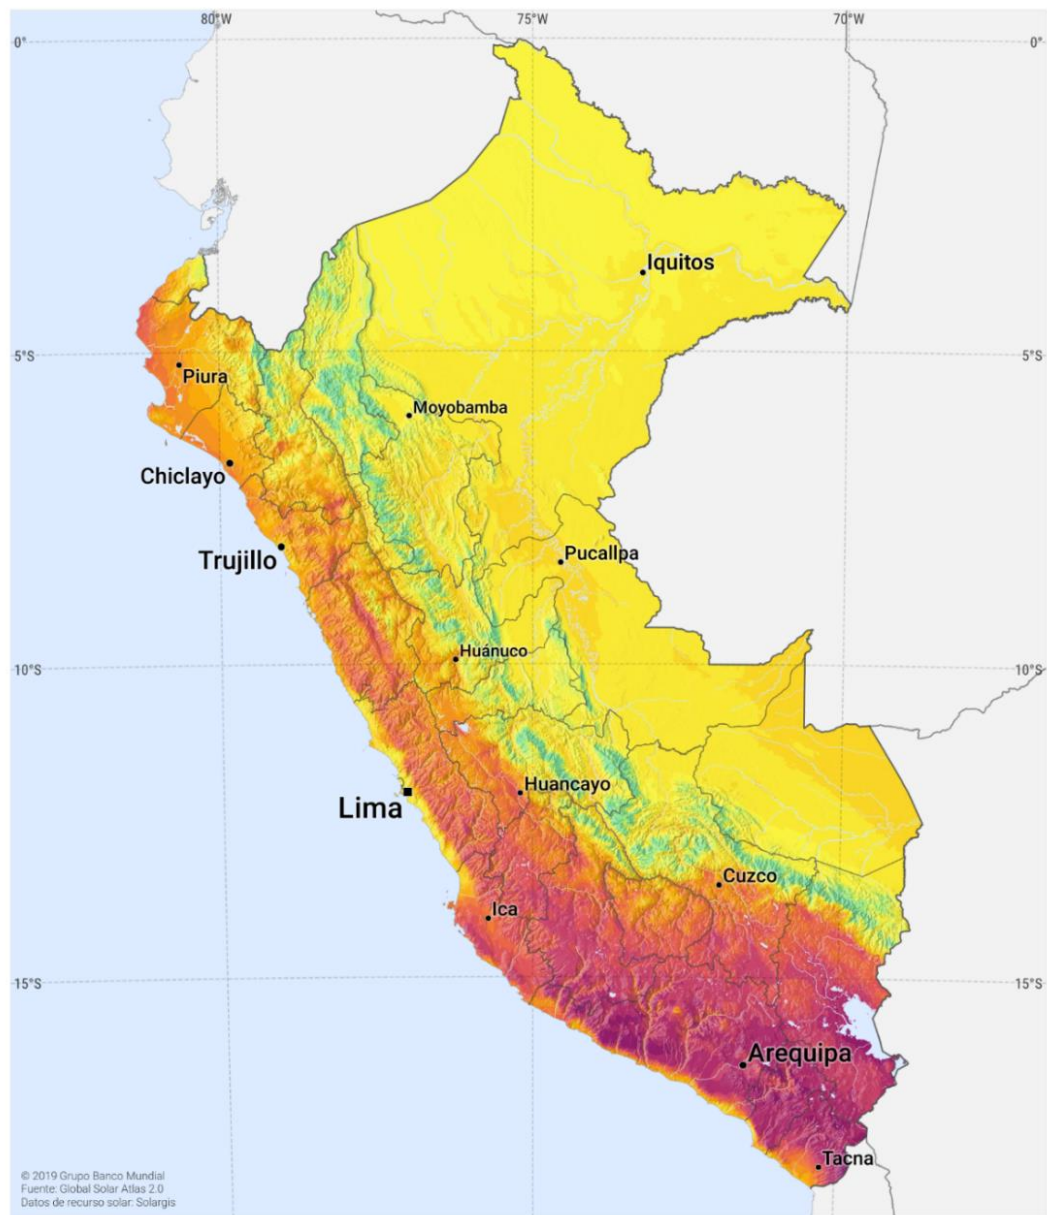 80°W 75°W 70°W
0° 0°
Iquitos
5°S 5°S
Piura
Moyobamba
Chiclayo
Trujillo
Pucallpa
Huánuco
10°S 10°S
Huancayo
Lima
Cuzco
Ica
15°S 15°S
Arequipa
Tacna
© 2019 Grupo Banco Mundial
Fuente: Global Solar Atlas 2.0
Datos de recurso solar: Solargis